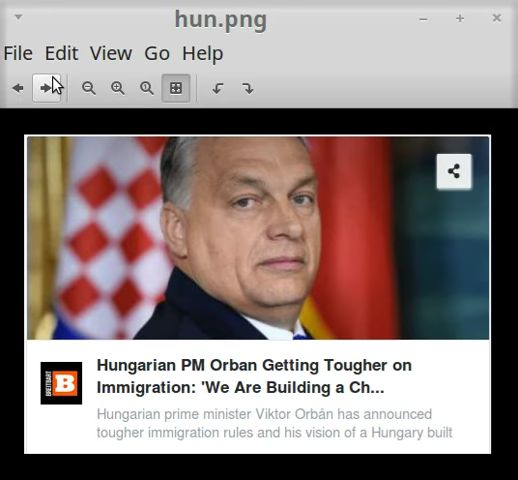 hun.png
File Edit View Go Help
BREITBART B
Hungarian PM Orban Getting Tougher on
Immigration: 'We Are Building a Ch...
Hungarian prime minister Viktor Orbán has announced
tougher immigration rules and his vision of a Hungary built